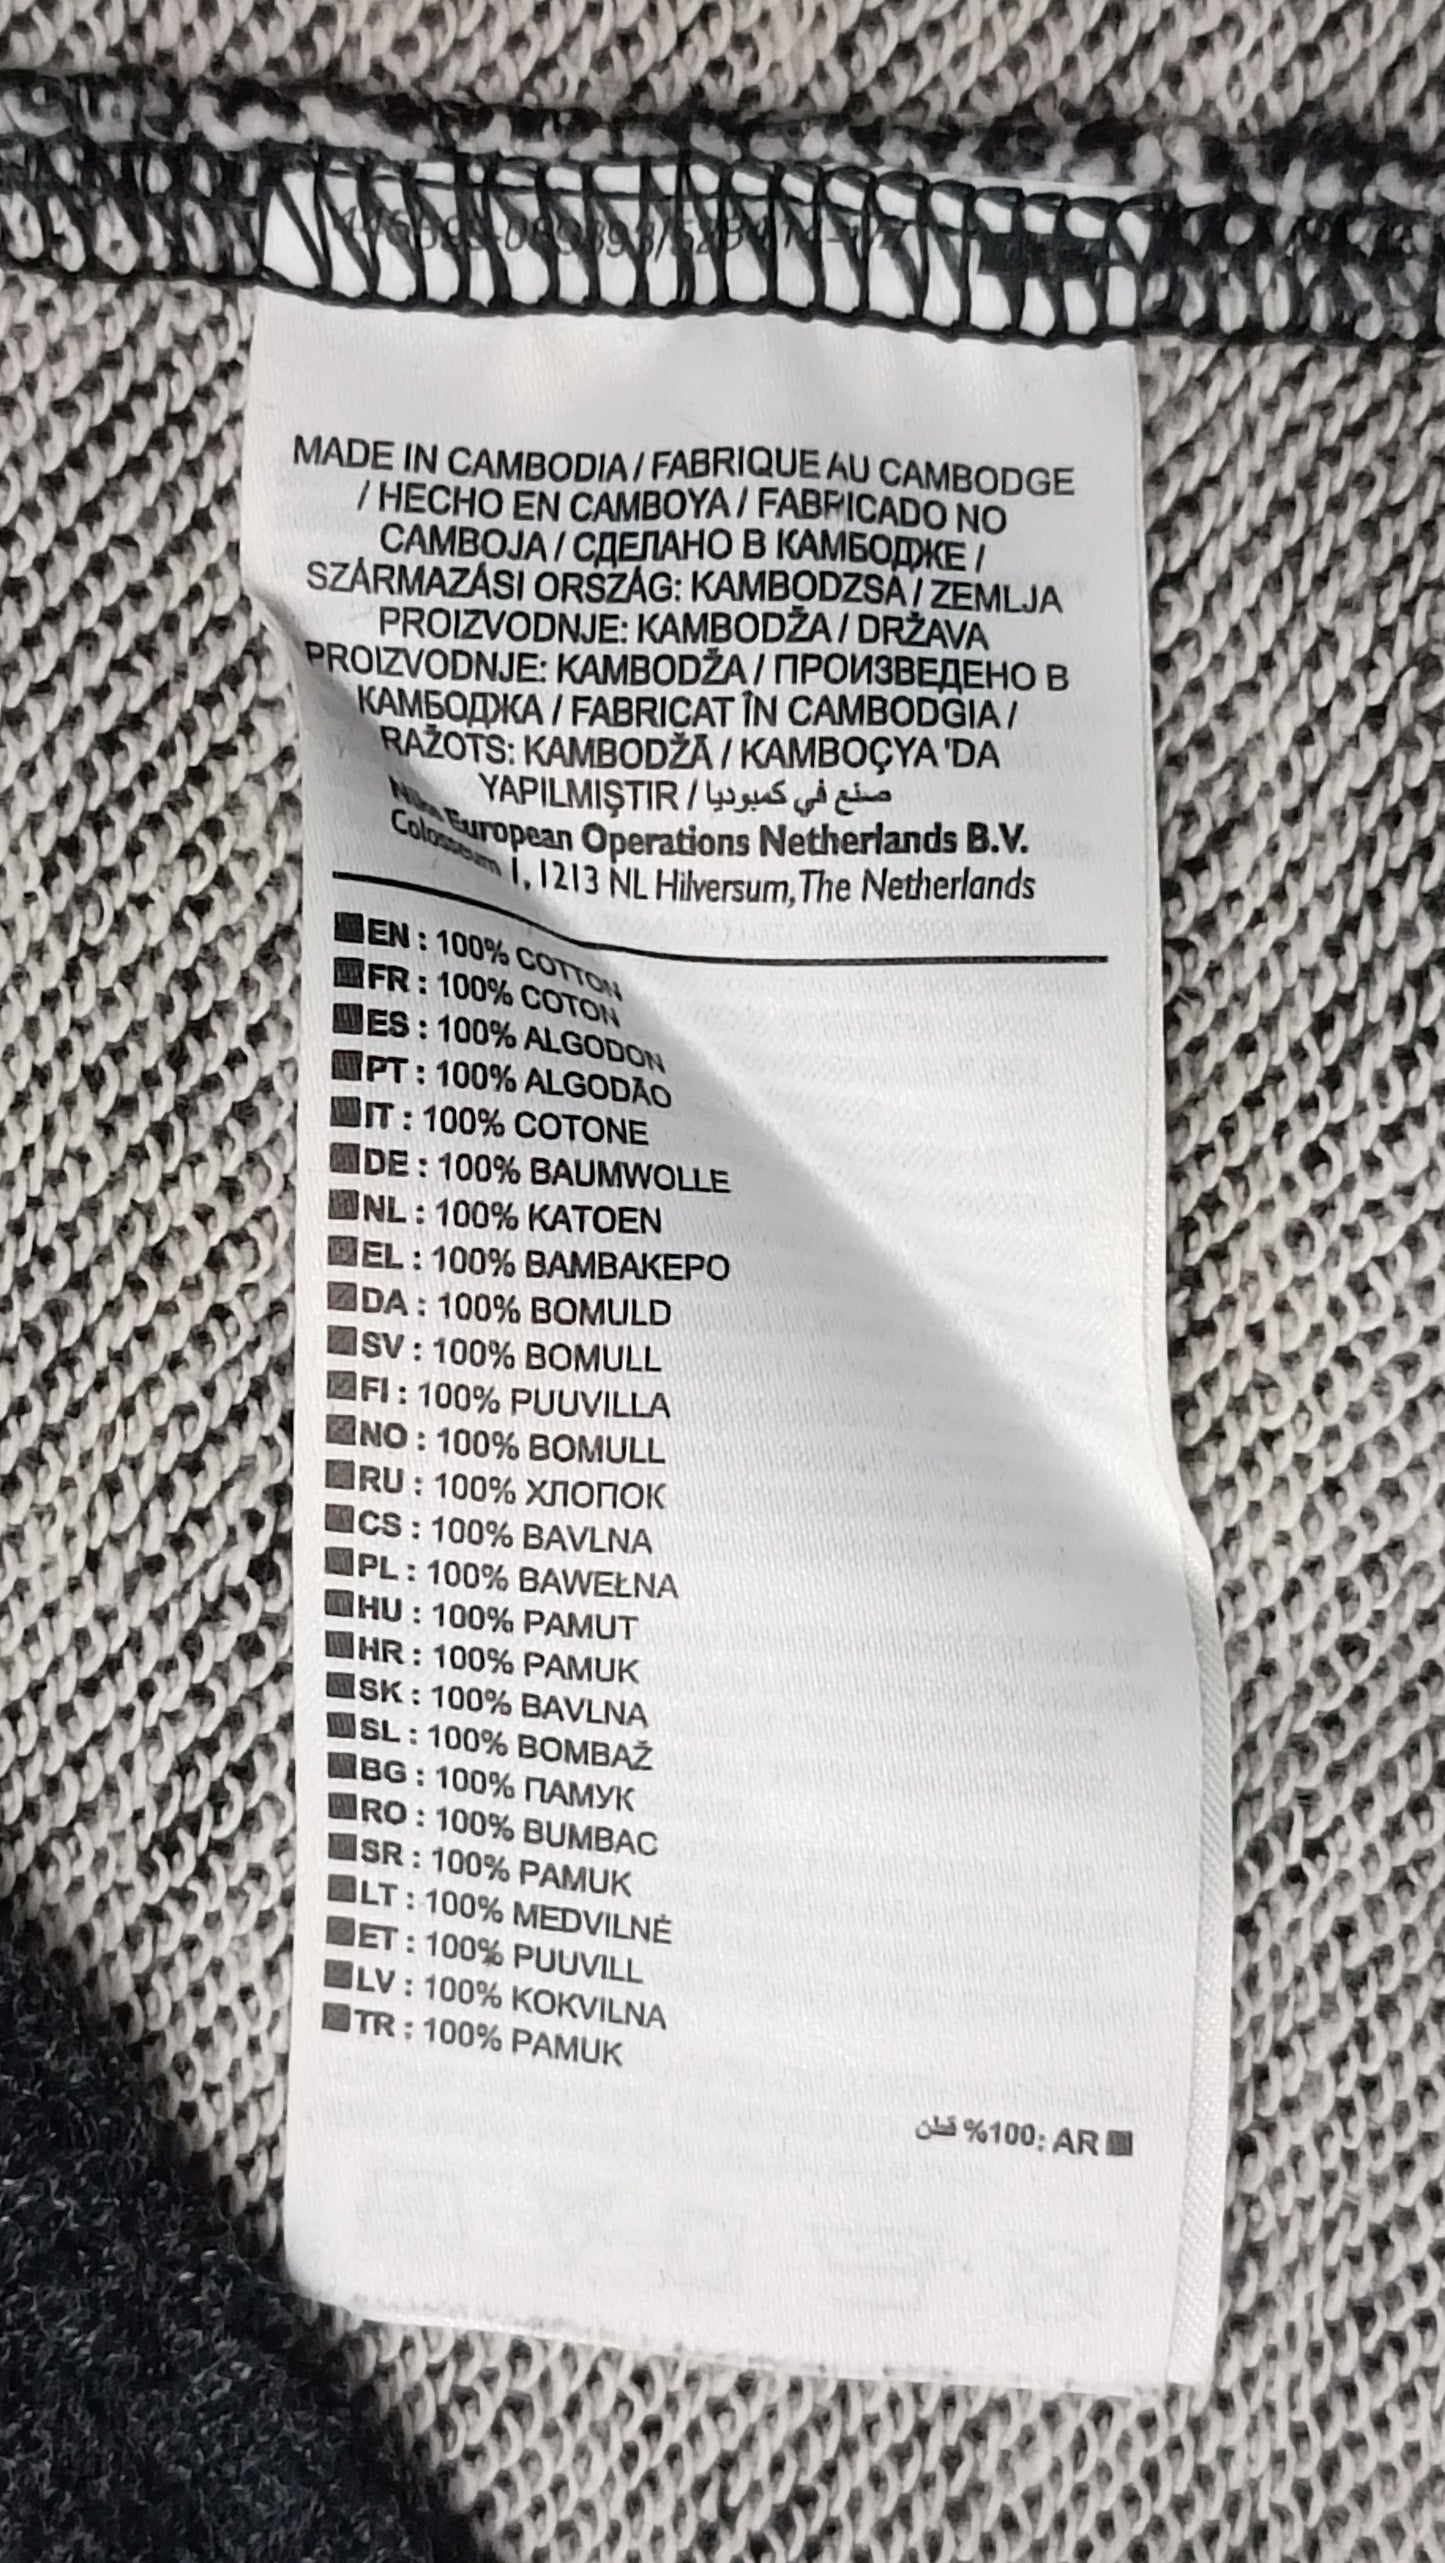 MADE IN CAMBODIA / FABRIQUE AU CAMBODGE
/ HECHO EN CAMBOYA / FABRICADO NO
CAMBOJA / СДЕЛАНО В КАМБОДЖЕ /
SZÁRMAZÁSI ORSZÁG: KAMBODZSA / ZEMLJA
PROIZVODNJE: KAMBODŽA / DRŽAVA
PROIZVODNJE: KAMBODŽA / ПРОИЗВЕДЕНО В
КАМБОДЖА / FABRICAT ÎN CAMBODGIA /
RAŽOTS: KAMBODŽĀ / KAMBOÇYA 'DA
YAPILMIŞTIR / صنع في كمبوديا
European Operations Netherlands B.V.
Colosseum 1, 1213 NL Hilversum, The Netherlands
EN : 100% COTTON
FR : 100% COTON
ES : 100% ALGODON
PT : 100% ALGODÃO
IT : 100% COTONE
DE : 100% BAUMWOLLE
NL : 100% KATOEN
EL : 100% ΒΑΜΒΑΚΕΡΟ
DA : 100% BOMULD
SV : 100% BOMULL
FI : 100% PUUVILLA
NO : 100% BOMULL
RU : 100% ХЛОПОК
CS : 100% BAVLNA
PL : 100% BAWEŁNA
HU : 100% PAMUT
HR : 100% PAMUK
SK : 100% BAVLNA
SL : 100% BOMBAŽ
BG : 100% ПАМУК
RO : 100% BUMBAC
SR : 100% PAMUK
LT : 100% MEDVILNĖ
ET : 100% PUUVILL
LV : 100% KOKVILNA
TR : 100% PAMUK
AR :100% قطن